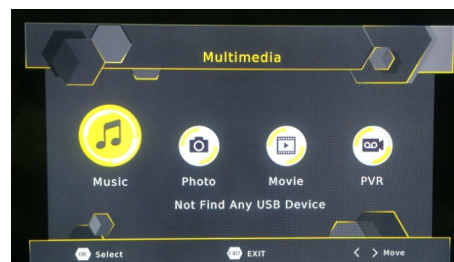 Multimedia
Music Photo Movie PVR
Not Find Any USB Device
OK Select EXIT EXIT < > Move